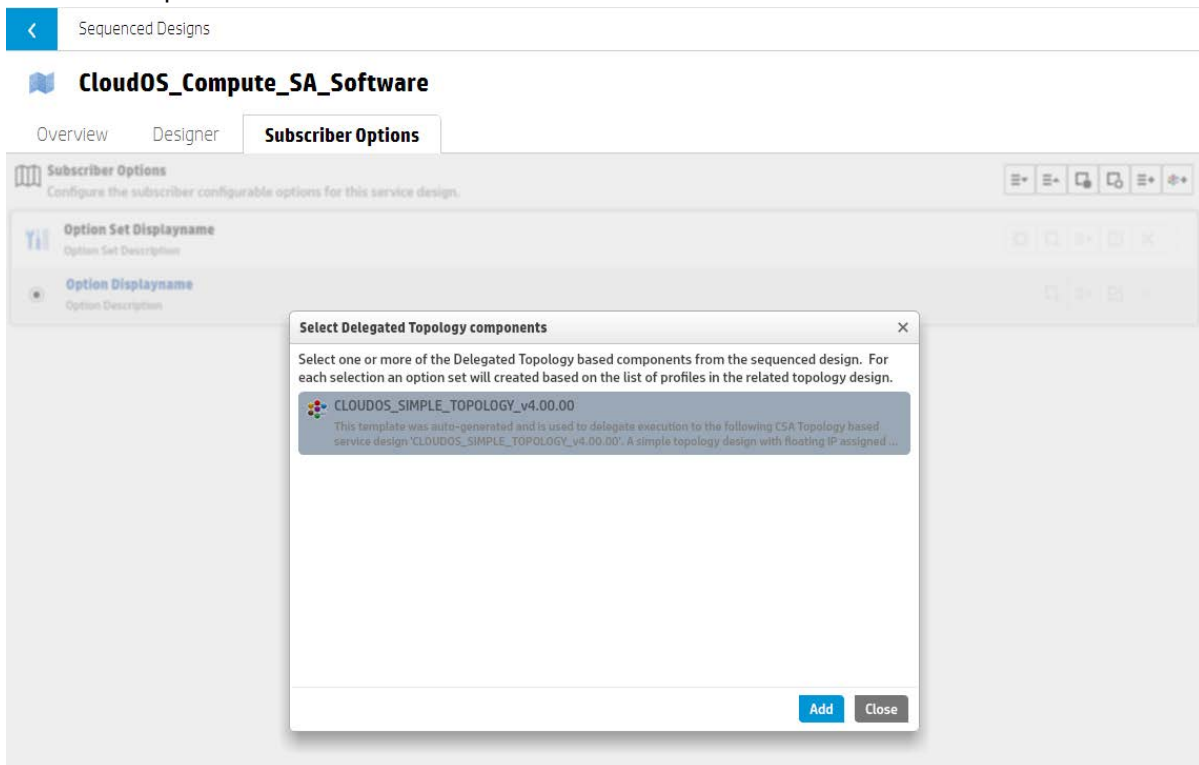 Sequenced Designs
CloudOS_Compute_SA_Software
Overview Designer Subscriber Options
Subscriber Options
Configure the subscriber configurable options for this service design.
Option Set Displayname
Option Set Description
Option Displayname
Option Description
Select Delegated Topology components
Select one or more of the Delegated Topology based components from the sequenced design. For
each selection an option set will created based on the list of profiles in the related topology design.
CLOUDOS_SIMPLE_TOPOLOGY_v4.00.00
This template was auto-generated and is used to delegate execution to the following CSA Topology based
service design 'CLOUDOS_SIMPLE_TOPOLOGY_v4.00.00'. A simple topology design with floating IP assigned ...
Add Close